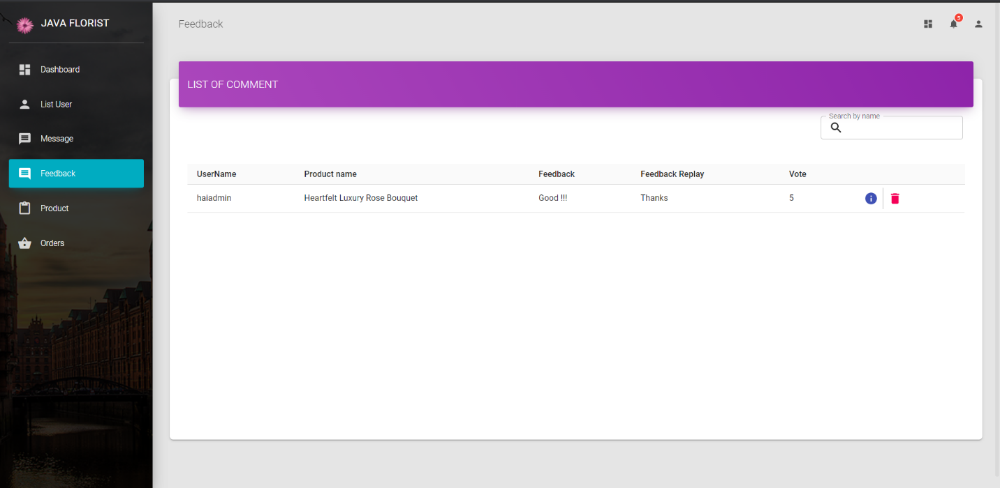 JAVA FLORIST
Dashboard
List User
Message
Feedback
Product
Orders
Feedback
5
LIST OF COMMENT
Search by name
UserName Product name Feedback Feedback Replay Vote
haiadmin Heartfelt Luxury Rose Bouquet Good !!! Thanks 5